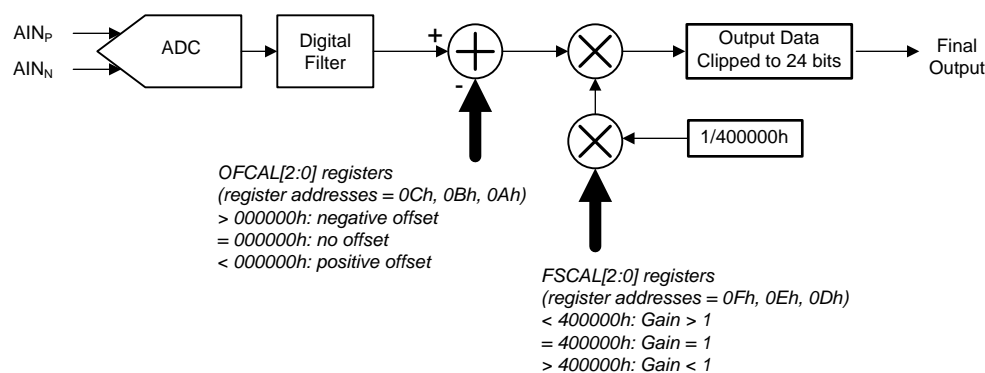 AINP
AINN
ADC
Digital
Filter
+
-
Output Data
Clipped to 24 bits
Final
Output
1/400000h
OFCAL[2:0] registers
(register addresses = 0Ch, 0Bh, 0Ah)
> 000000h: negative offset
= 000000h: no offset
< 000000h: positive offset
FSCAL[2:0] registers
(register addresses = 0Fh, 0Eh, 0Dh)
< 400000h: Gain > 1
= 400000h: Gain = 1
> 400000h: Gain < 1